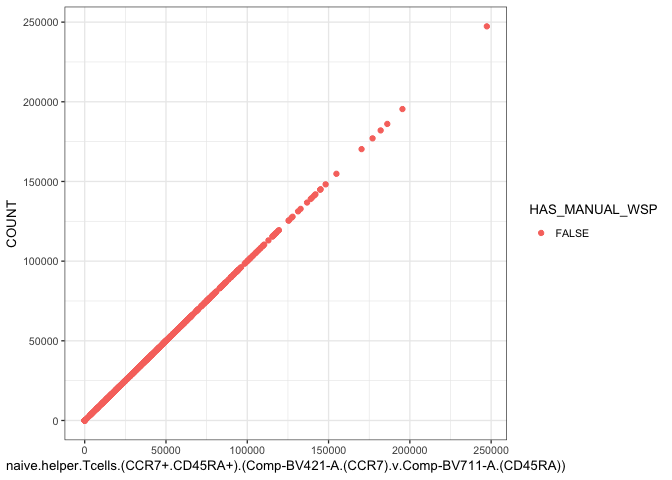 250000
200000
150000
100000
50000
0
COUNT
0 50000 100000 150000 200000 250000
naive.helper.Tcells.(CCR7+.CD45RA+).(Comp-BV421-A.(CCR7).v.Comp-BV711-A.(CD45RA))
HAS_MANUAL_WSP
FALSE